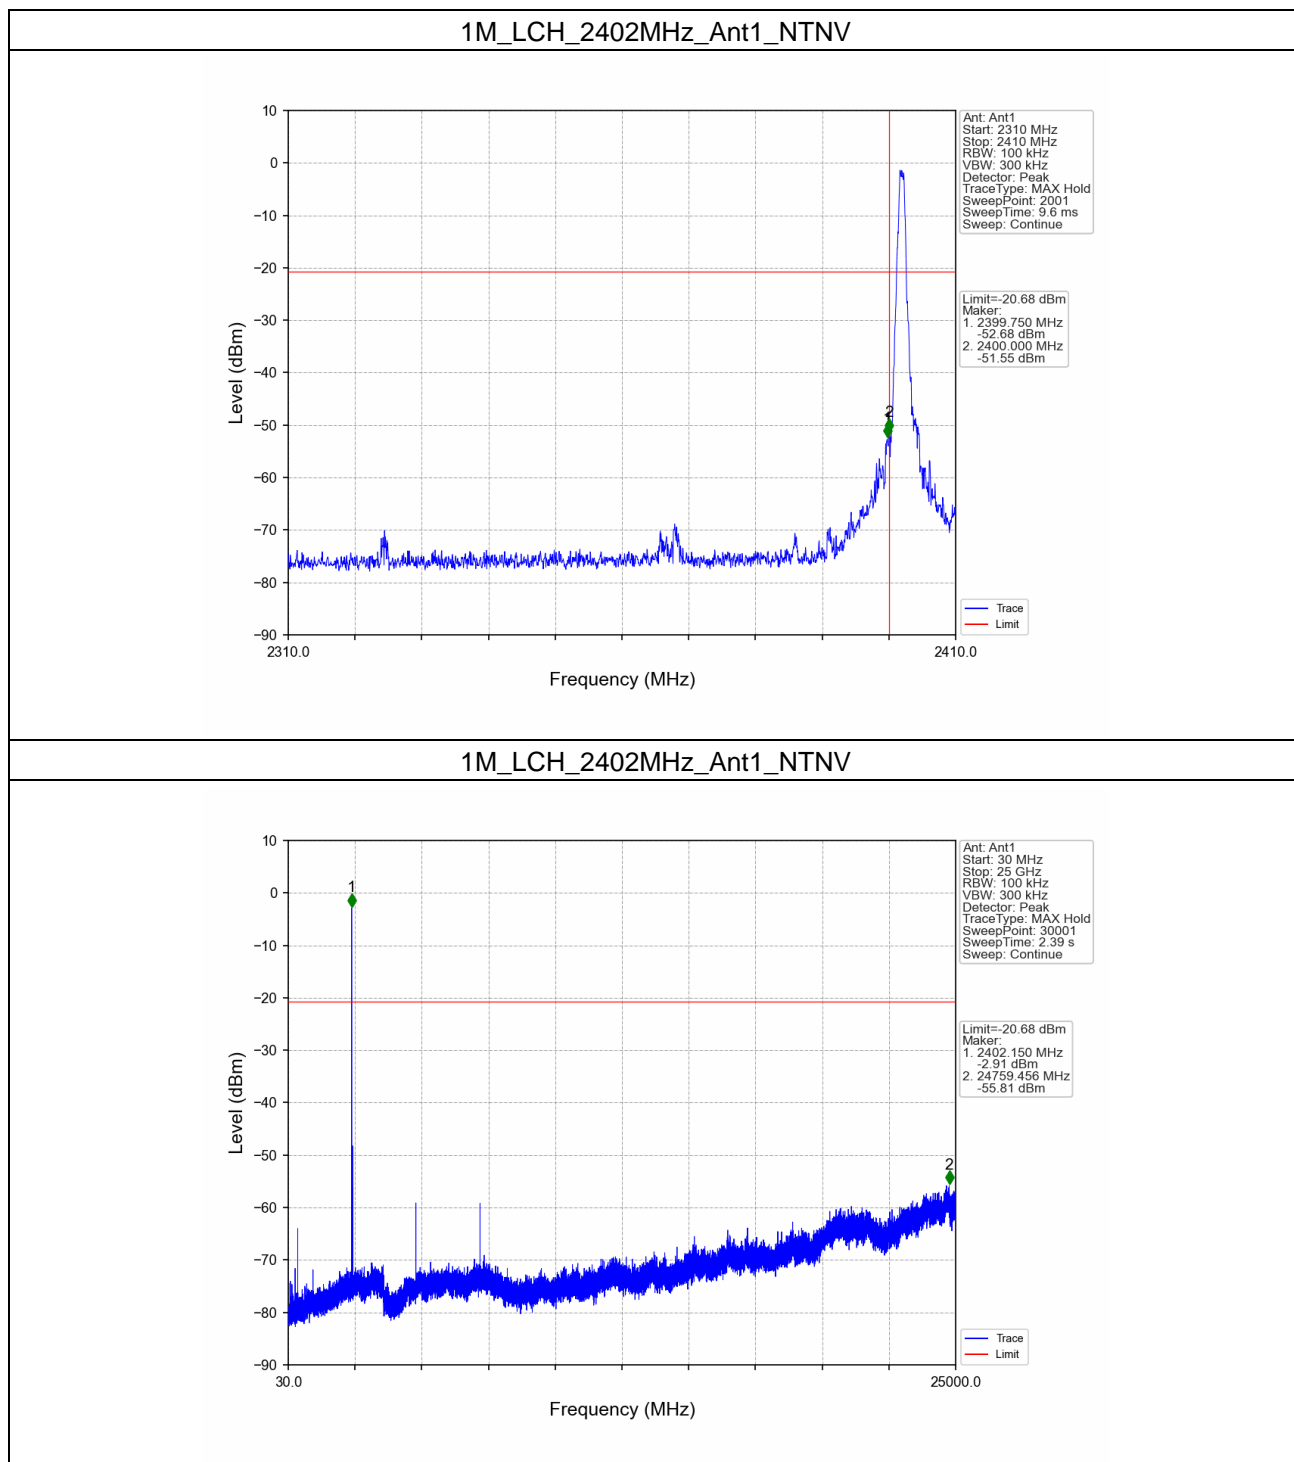 1M_LCH_2402MHz_Ant1_NTNV
10
0
−10
−20
−30
−40
−50
−60
−70
−80
−90
Level (dBm)
2310.0
2410.0
Frequency (MHz)
2
Ant: Ant1
Start: 2310 MHz
Stop: 2410 MHz
RBW: 100 kHz
VBW: 300 kHz
Detector: Peak
TraceType: MAX Hold
SweepPoint: 2001
SweepTime: 9.6 ms
Sweep: Continue
Limit=-20.68 dBm
Maker:
1. 2399.750 MHz
-52.68 dBm
2. 2400.000 MHz
-51.55 dBm
Trace
Limit
1M_LCH_2402MHz_Ant1_NTNV
10
0
−10
−20
−30
−40
−50
−60
−70
−80
−90
Level (dBm)
30.0
25000.0
Frequency (MHz)
1
2
Ant: Ant1
Start: 30 MHz
Stop: 25 GHz
RBW: 100 kHz
VBW: 300 kHz
Detector: Peak
TraceType: MAX Hold
SweepPoint: 30001
SweepTime: 2.39 s
Sweep: Continue
Limit=-20.68 dBm
Maker:
1. 2402.150 MHz
-2.91 dBm
2. 24759.456 MHz
-55.81 dBm
Trace
Limit